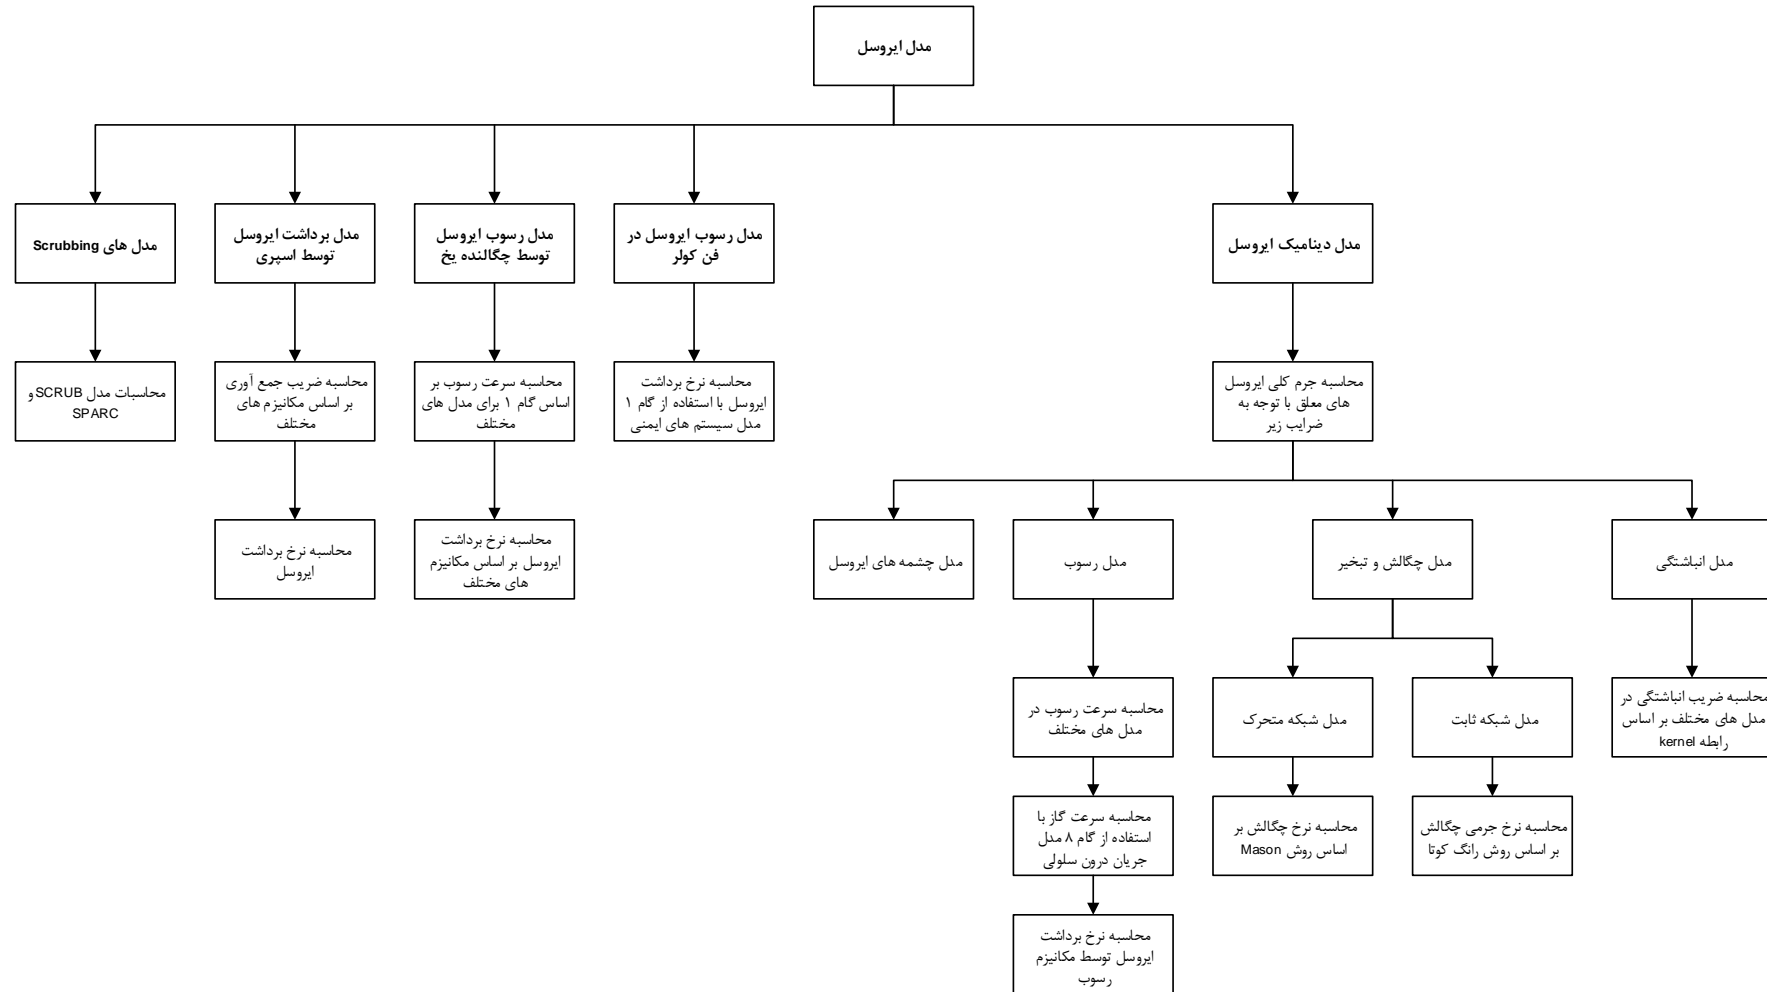 مدل ایروسل
مدل دینامیک ایروسل
مدل رسوب ایروسل در
فن کولر
مدل رسوب ایروسل
توسط چگالنده یخ
مدل برداشت ایروسل
توسط اسپری
مدل های Scrubbing
محاسبه جرم کلی ایروسل
های معلق با توجه به
ضرایب زیر
محاسبه نرخ برداشت
ایروسل با استفاده از گام ۱
مدل سیستم های ایمنی
محاسبه سرعت رسوب بر
اساس گام ۱ برای مدل های
مختلف
محاسبه ضریب جمع آوری
بر اساس مکانیزم های
مختلف
محاسبات مدل SCRUB و
SPARC
مدل انباشتگی
مدل چگالش و تبخیر
مدل رسوب
مدل چشمه های ایروسل
محاسبه نرخ برداشت
ایروسل بر اساس مکانیزم
های مختلف
محاسبه نرخ برداشت
ایروسل
محاسبه ضریب انباشتگی در
مدل های مختلف بر اساس
رابطه kernel
مدل شبکه ثابت
مدل شبکه متحرک
محاسبه سرعت رسوب در
مدل های مختلف
محاسبه نرخ جرمی چگالش
بر اساس روش رانگ کوتا
محاسبه نرخ چگالش بر
اساس روش Mason
محاسبه سرعت گاز با
استفاده از گام ۸ مدل
جریان درون سلولی
محاسبه نرخ برداشت
ایروسل توسط مکانیزم
رسوب